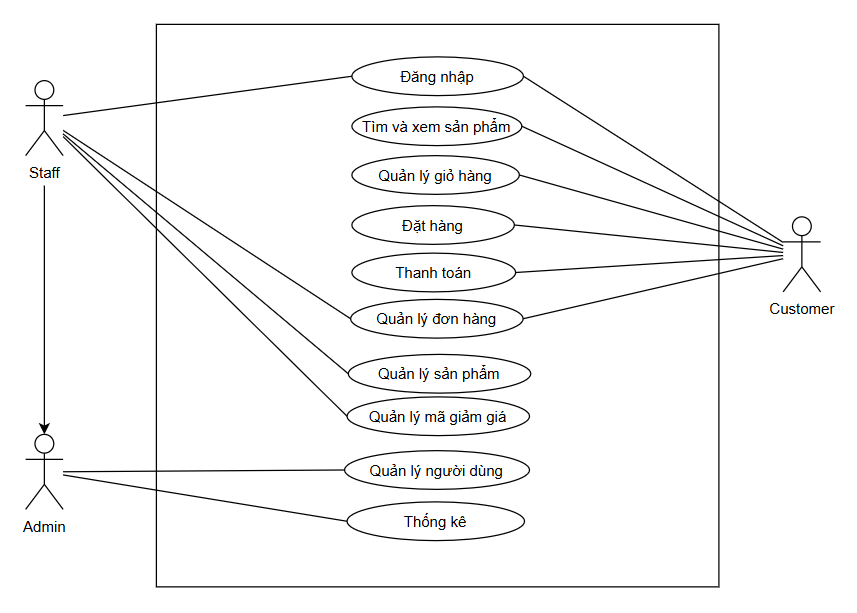 Đăng nhập
Tìm và xem sản phẩm
Staff
Quản lý giỏ hàng
Đặt hàng
Thanh toán
Customer
Quản lý đơn hàng
Quản lý sản phẩm
Quản lý mã giảm giá
Quản lý người dùng
Thống kê
Admin